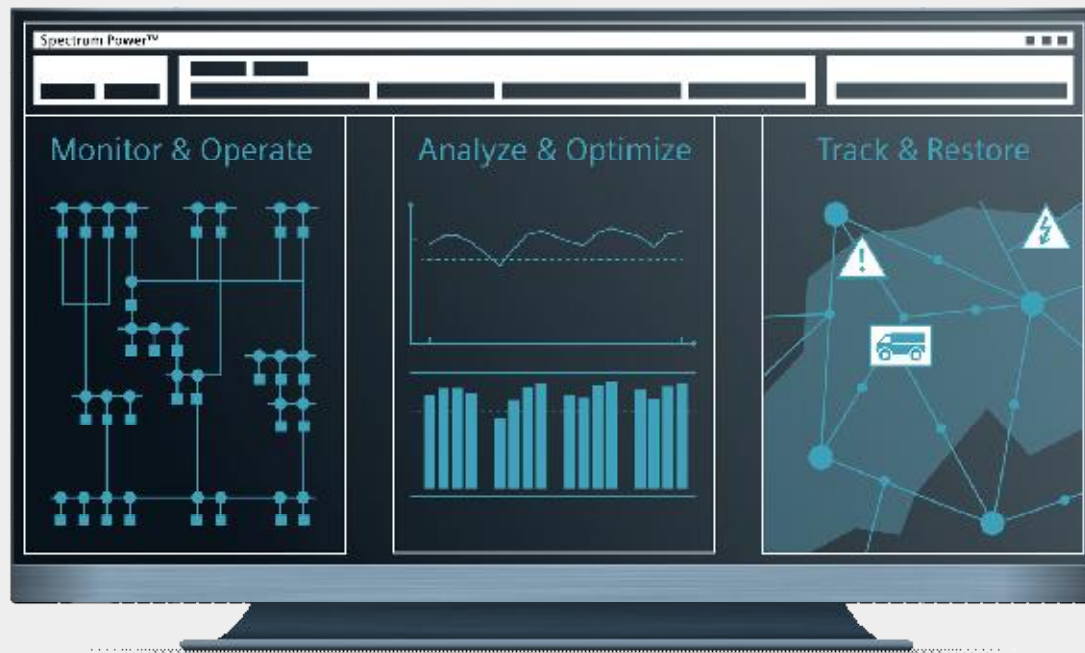 Spectrum Power™
Monitor & Operate
Analyze & Optimize
Track & Restore
!